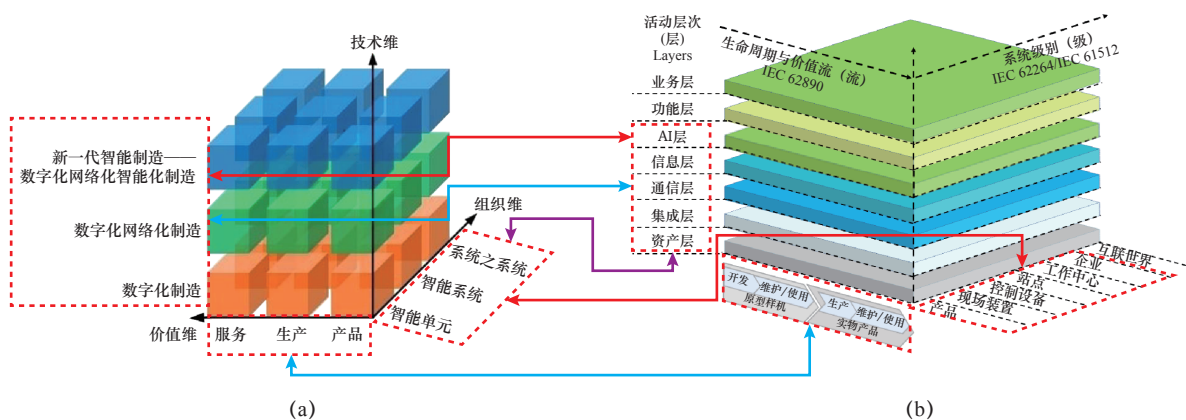 技术维
新一代智能制造——
数字化网络化智能化制造
数字化网络化制造
数字化制造
组织维
系统之系统
智能系统
智能单元
价值维
服务
生产
产品
(a)
活动层次
(层)
Layers
生命周期与价值流（流）
IEC 62890
系统级别（级）
IEC 62264/IEC 61512
业务层
功能层
AI层
信息层
通信层
集成层
资产层
开发
维护/使用
原型样机
生产
维护/使用
实物产品
互联世界
企业
工作中心
站点
控制设备
现场装置
产品
(b)